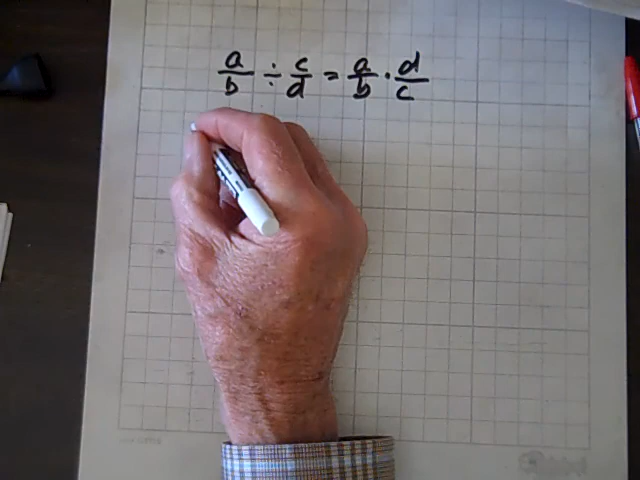 a/b ÷ c/d = a/b · d/c